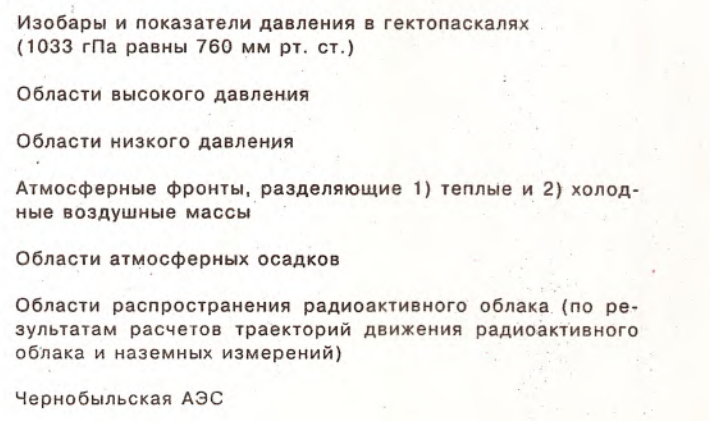 Изобары и показатели давления в гектопаскалях
(1033 гПа равны 760 мм рт. ст.)
Области высокого давления
Области низкого давления
Атмосферные фронты, разделяющие 1) теплые и 2) холод-
ные воздушные массы
Области атмосферных осадков
Области распространения радиоактивного облака (по ре-
зультатам расчетов траекторий движения радиоактивного
облака и наземных измерений)
Чернобыльская АЭС